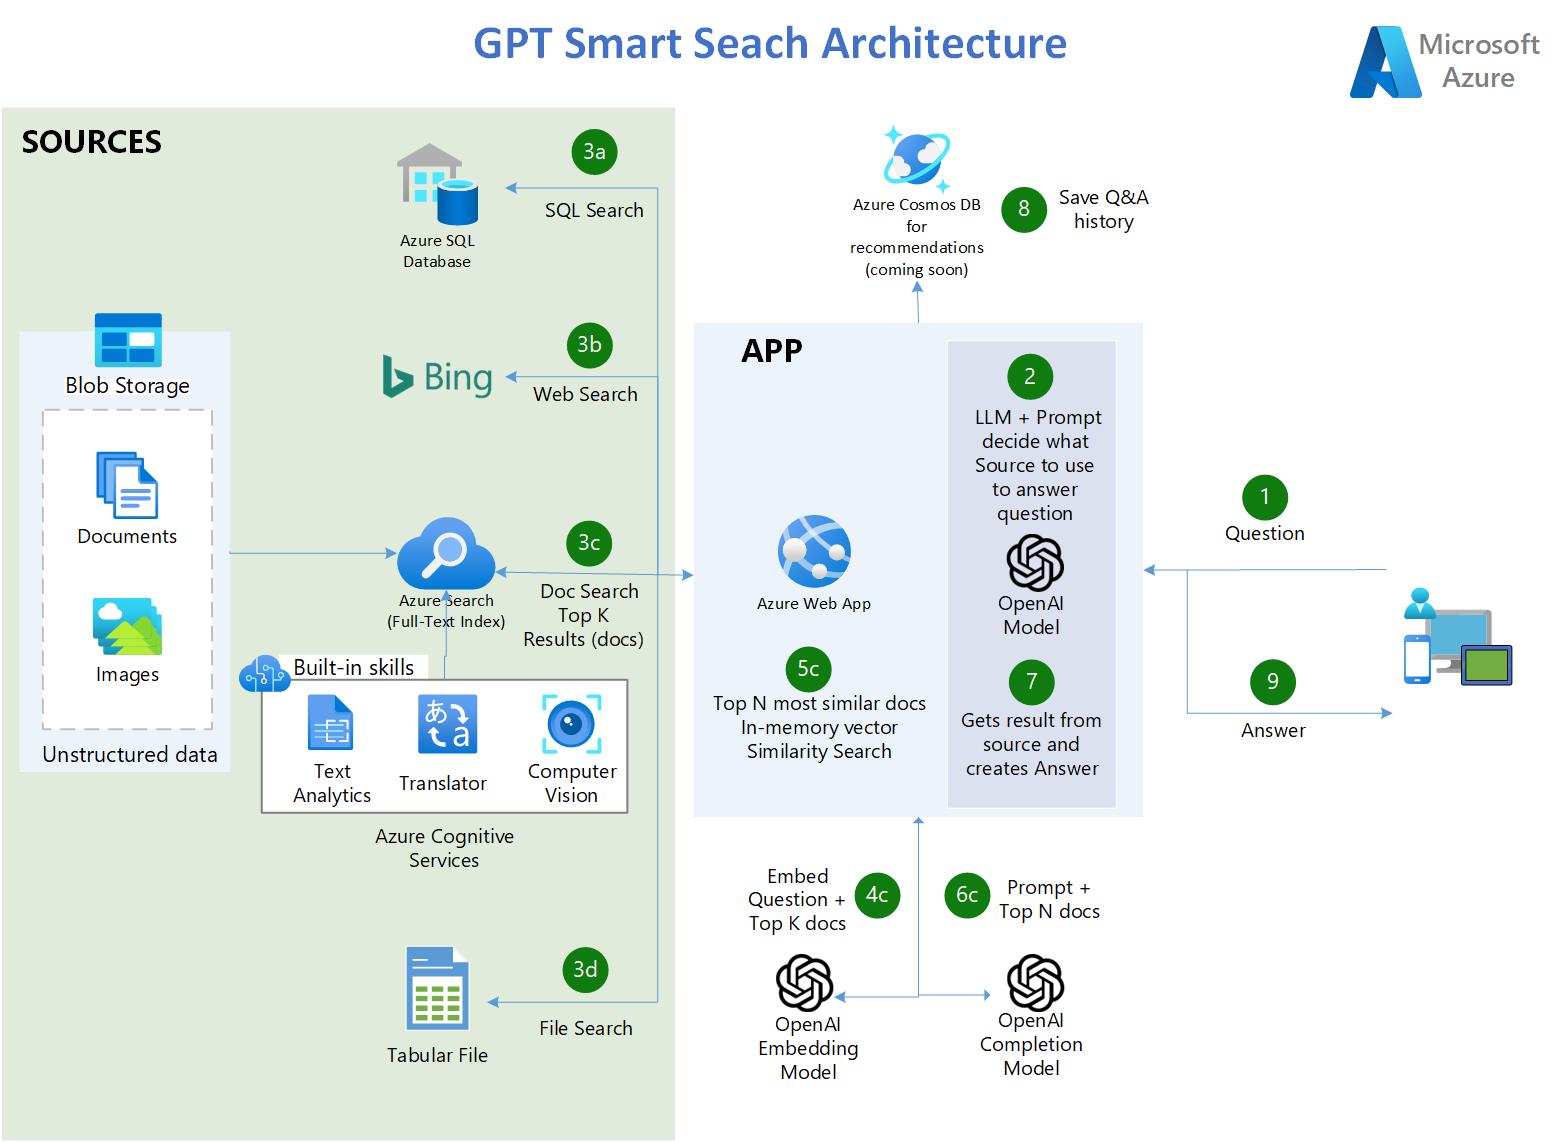 GPT Smart Seach Architecture
Microsoft
Azure
SOURCES
3a
SQL Search
Azure SQL
Database
Azure Cosmos DB
for
recommendations
(coming soon)
8
Save Q&A
history
Blob Storage
Documents
Images
Unstructured data
Bing
3b
Web Search
APP
2
LLM + Prompt
decide what
Source to use
to answer
question
OpenAI
Model
1
Question
Azure Search
(Full-Text Index)
3c
Doc Search
Top K
Results (docs)
Azure Web App
5c
Top N most similar docs
In-memory vector
Similarity Search
7
Gets result from
source and
creates Answer
9
Answer
Built-in skills
Text
Analytics
あ
a
Translator
Computer
Vision
Azure Cognitive
Services
Embed
Question +
Top K docs
4c
6c
Prompt +
Top N docs
OpenAI
Embedding
Model
OpenAI
Completion
Model
3d
File Search
Tabular File